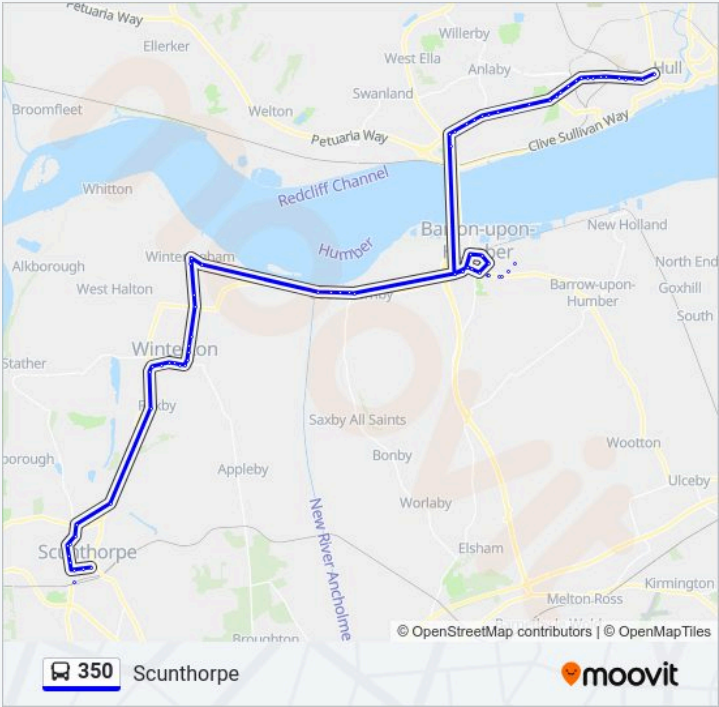 Petuaria Way
Willerby
Ellerker
West Ella
Anlaby
Hull
Swanland
Broomfleet
Welton
Petuaria Way
Clive Sullivan Way
Redcliff Channel
Whitton
Humber
New Holland
Alkborough
West Halton
North End
Barrow-upon-
Humber
Goxhill
South
Stather
Saxby All Saints
Bonby
Wootton
Appleby
Ulceby
Worlaby
New River Ancholme
Elsham
Scunthorpe
Kirmington
Melton Ross
Broughton
© OpenStreetMap contributors | © OpenMapTiles
350 Scunthorpe
moovit